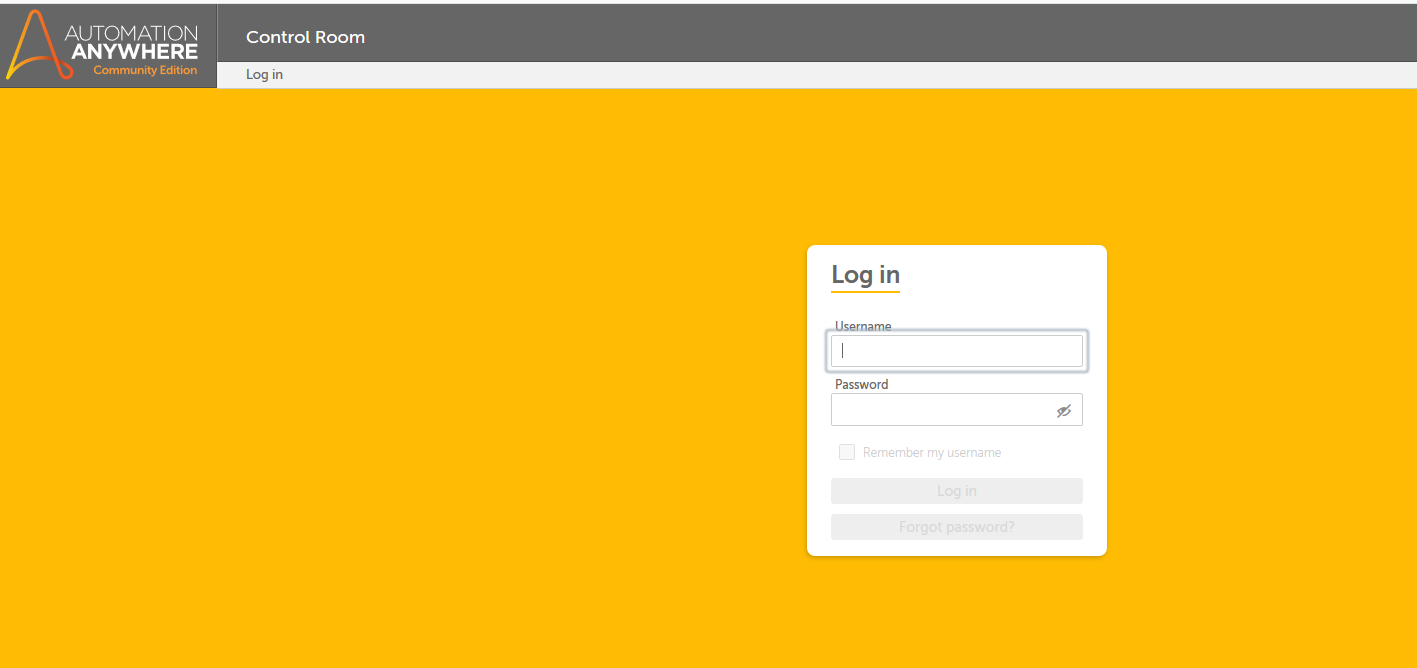 AUTOMATION
ANYWHERE
Community Edition
Control Room
Log in
Log in
Username
Password
Remember my username
Log in
Forgot password?